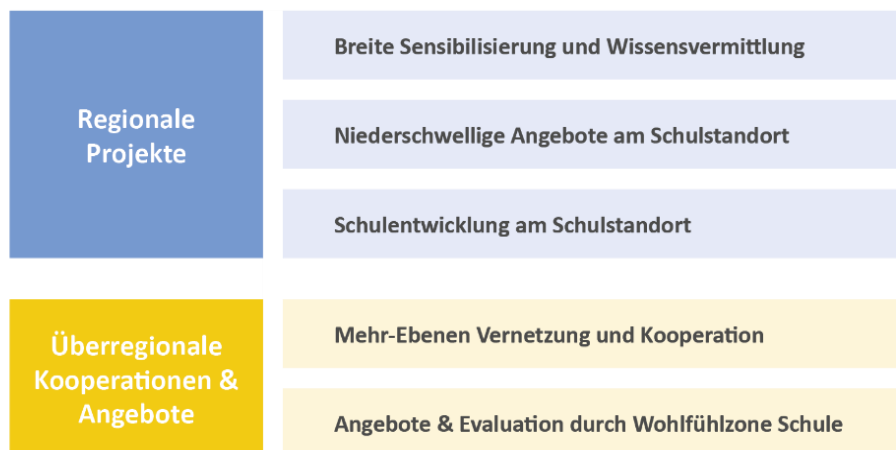 Regionale
Projekte
Breite Sensibilisierung und Wissensvermittlung
Niederschwellige Angebote am Schulstandort
Schulentwicklung am Schulstandort
Überregionale
Kooperationen &
Angebote
Mehr-Ebenen Vernetzung und Kooperation
Angebote & Evaluation durch Wohlfühlzone Schule